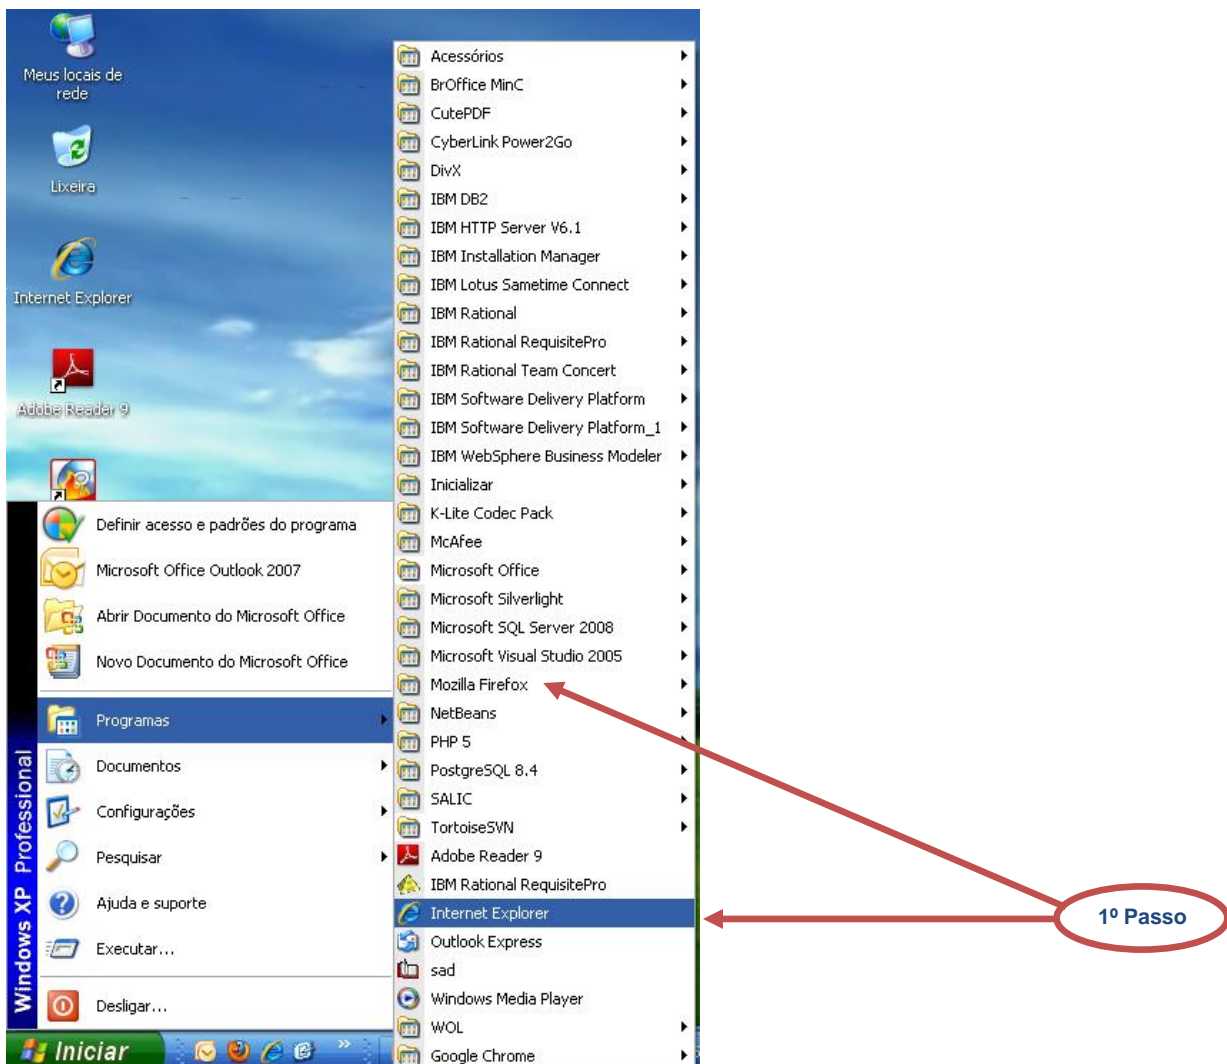 Meus locais de
rede
Lixeira
Internet Explorer
Adobe Reader 9
Definir acesso e padrões do programa
Microsoft Office Outlook 2007
Abrir Documento do Microsoft Office
Novo Documento do Microsoft Office
Programas
Documentos
Configurações
Pesquisar
Ajuda e suporte
Executar...
Desligar...
Windows XP Professional
Iniciar
»
Acessórios
BrOffice MinC
CutePDF
CyberLink Power2Go
DivX
IBM DB2
IBM HTTP Server V6.1
IBM Installation Manager
IBM Lotus Sametime Connect
IBM Rational
IBM Rational RequisitePro
IBM Rational Team Concert
IBM Software Delivery Platform
IBM Software Delivery Platform_1
IBM WebSphere Business Modeler
Inicializar
K-Lite Codec Pack
McAfee
Microsoft Office
Microsoft Silverlight
Microsoft SQL Server 2008
Microsoft Visual Studio 2005
Mozilla Firefox
NetBeans
PHP 5
PostgreSQL 8.4
SALIC
TortoiseSVN
Adobe Reader 9
IBM Rational RequisitePro
Internet Explorer
Outlook Express
sad
Windows Media Player
WOL
Google Chrome
1º Passo